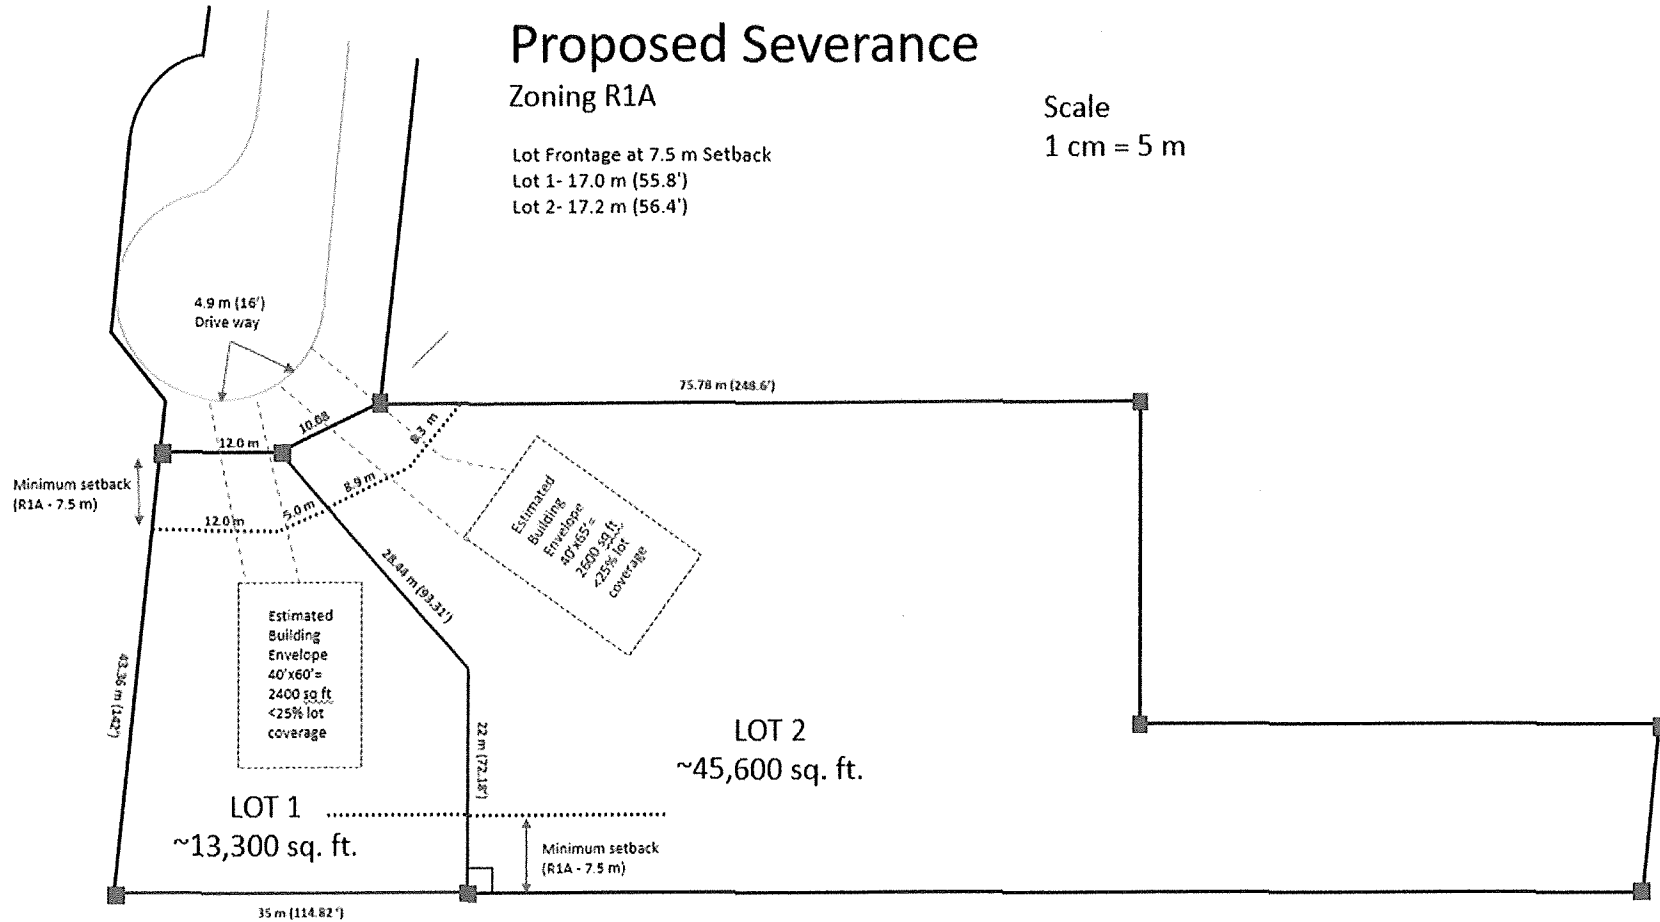 Proposed Severance
Zoning R1A
Scale
1 cm = 5 m
Lot Frontage at 7.5 m Setback
Lot 1- 17.0 m (55.8')
Lot 2- 17.2 m (56.4')
4.9 m (16')
Drive way
75.78 m (248.6')
10.68
8.3 m
12.0 m
Minimum setback
(R1A - 7.5 m)
8.9 m
5.0 m
12.0 m
Estimated
Building
Envelope
40'x65'=
2600 sq ft
<25% lot
coverage
28.44 m (93.31')
Estimated
Building
Envelope
40'x60'=
2400 sq ft
<25% lot
coverage
43.36 m (142')
22 m (72.18')
LOT 2
~45,600 sq. ft.
LOT 1
~13,300 sq. ft.
Minimum setback
(R1A - 7.5 m)
35 m (114.82 ')